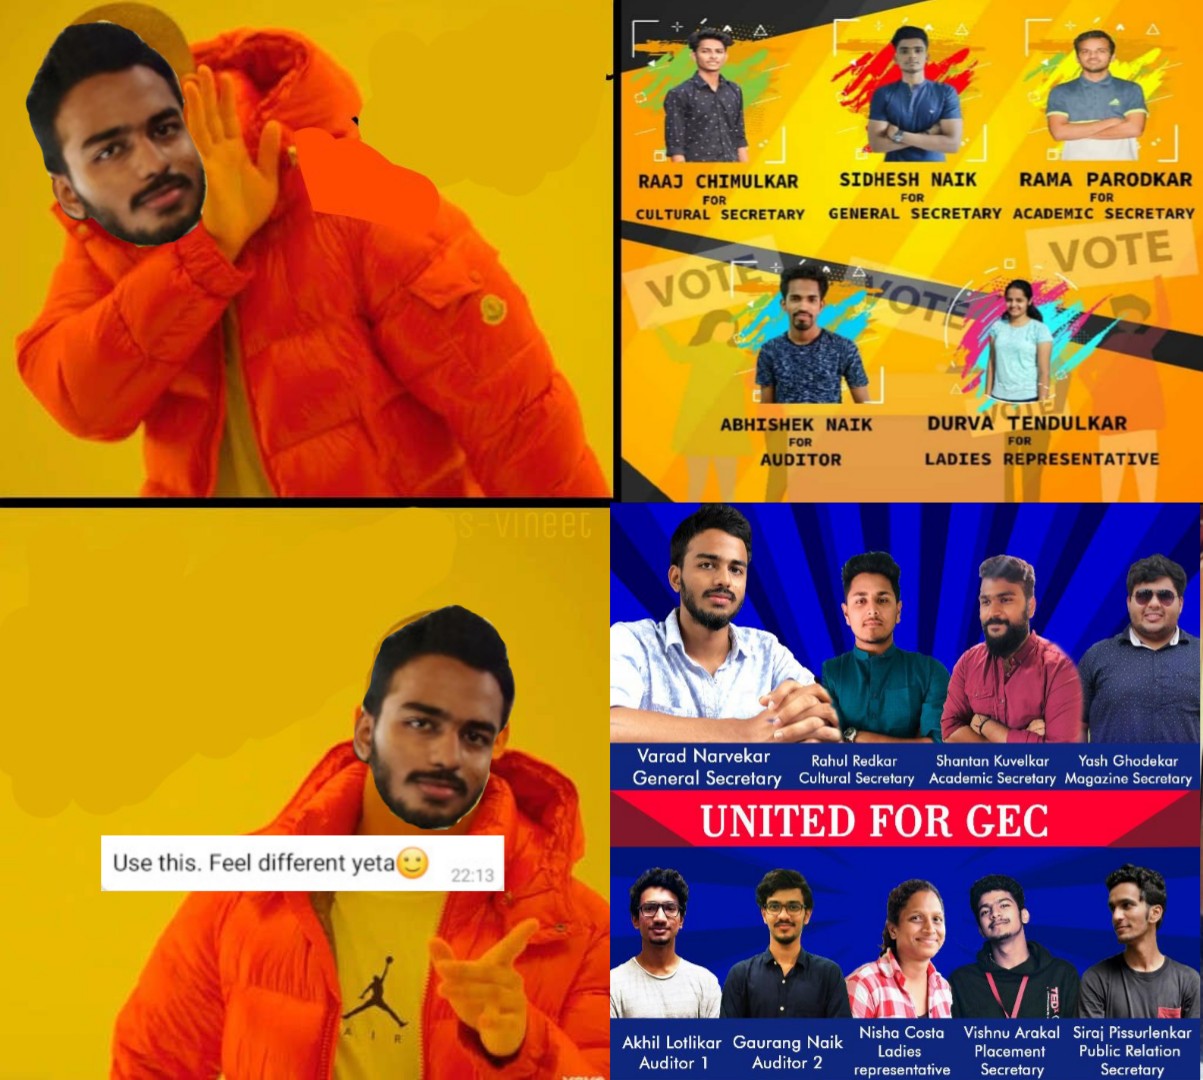 RAAJ CHIMULKAR
FOR
CULTURAL SECRETARY
SIDHESH NAIK
FOR
GENERAL SECRETARY
RAMA PARODKAR
FOR
ACADEMIC SECRETARY
VOTE
VOTE
VOTE
VOTE
ABHISHEK NAIK
FOR
AUDITOR
DURVA TENDULKAR
FOR
LADIES REPRESENTATIVE
Use this. Feel different yeta🙂
22:13
AIR
Varad Narvekar
General Secretary
Rahul Redkar
Cultural Secretary
Shantan Kuvelkar
Academic Secretary
Yash Ghodekar
Magazine Secretary
UNITED FOR GEC
Akhil Lotlikar
Auditor 1
Gaurang Naik
Auditor 2
Nisha Costa
Ladies
representative
Vishnu Arakal
Placement
Secretary
Siraj Pissurlenkar
Public Relation
Secretary